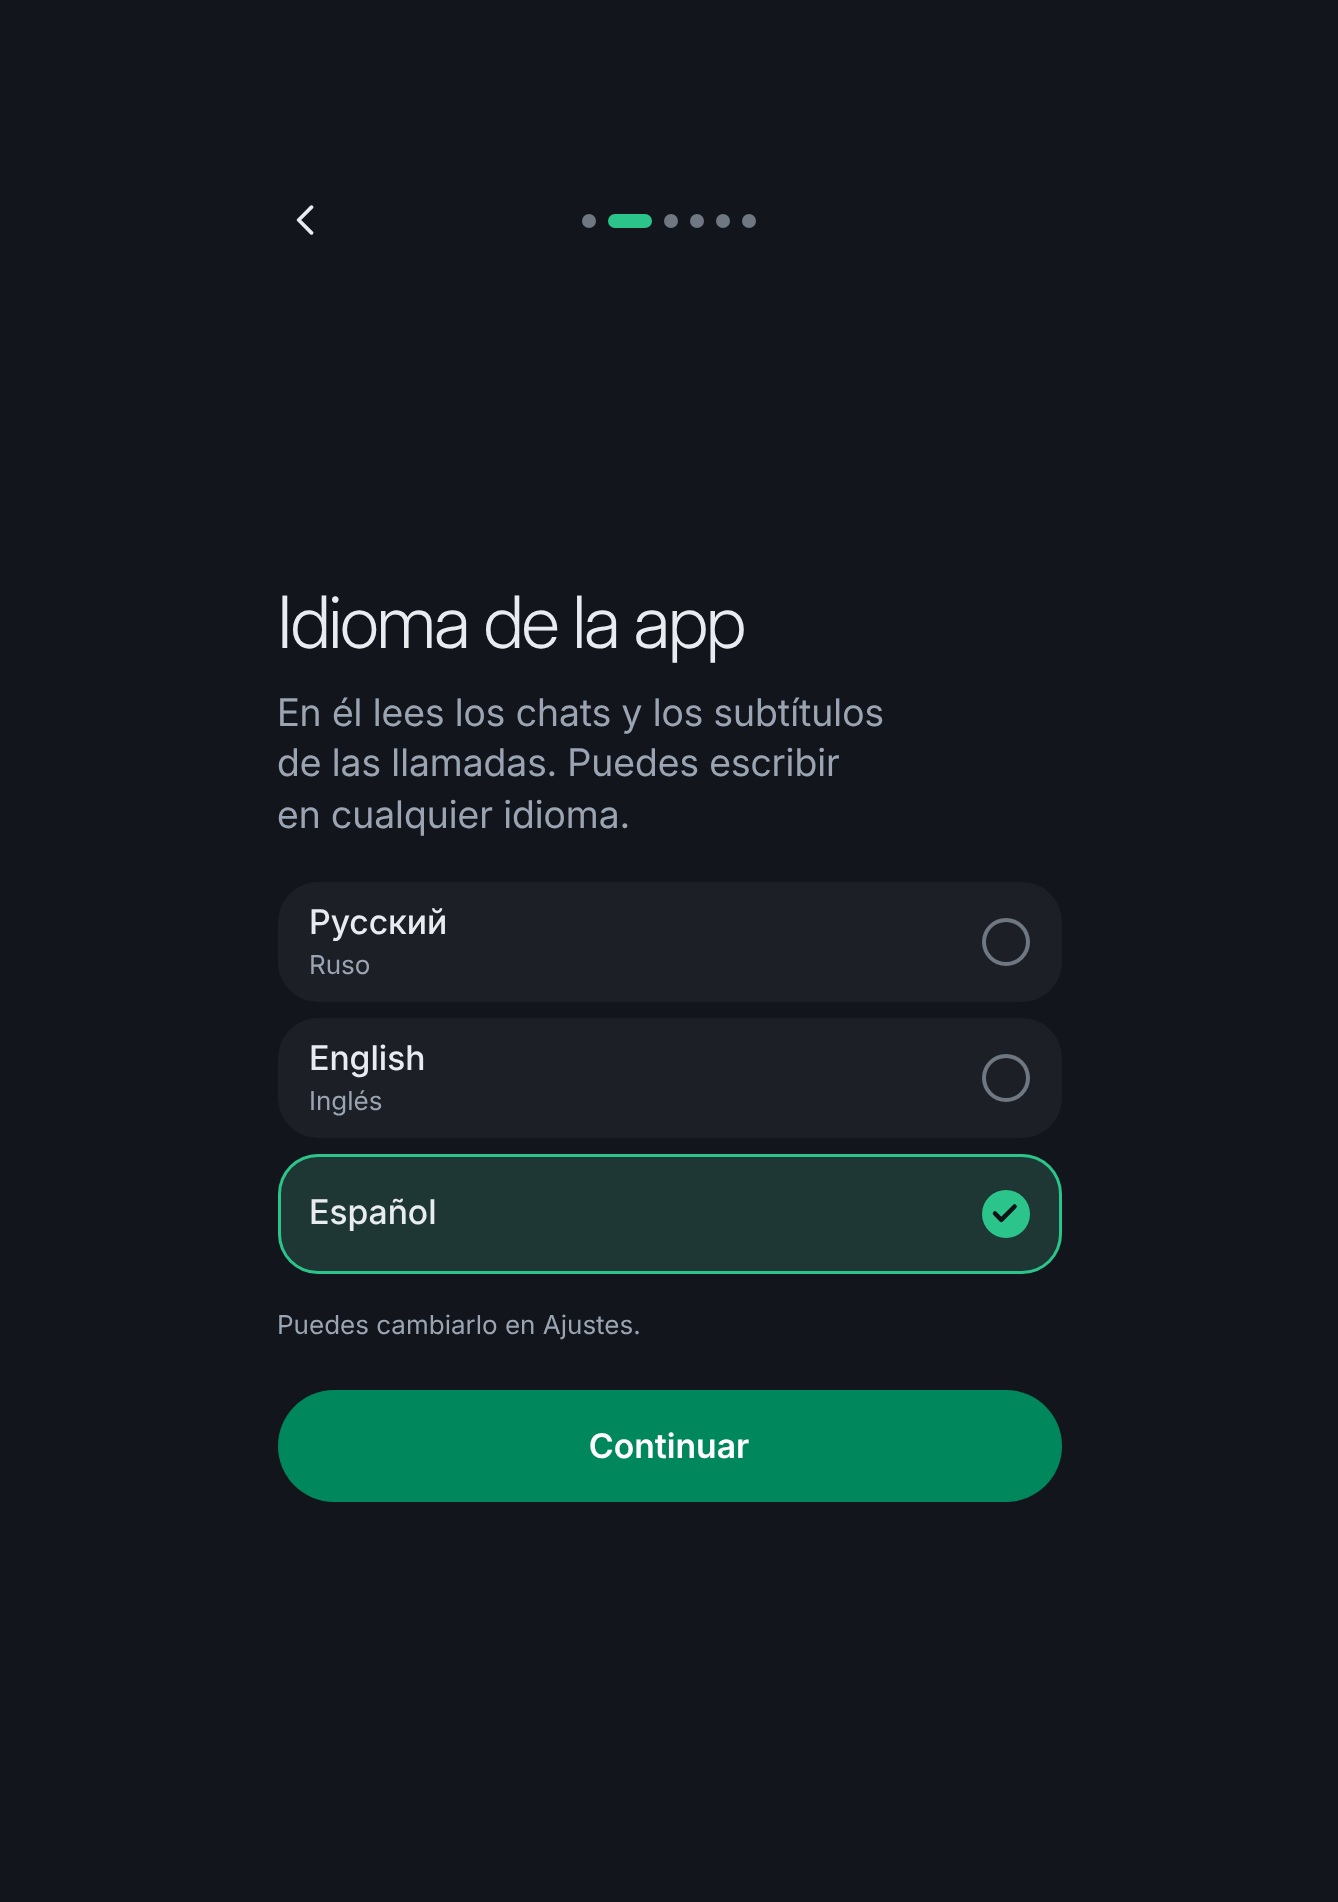 Idioma de la app
En él lees los chats y los subtítulos
de las llamadas. Puedes escribir
en cualquier idioma.
Русский
Ruso
English
Inglés
Español
Puedes cambiarlo en Ajustes.
Continuar